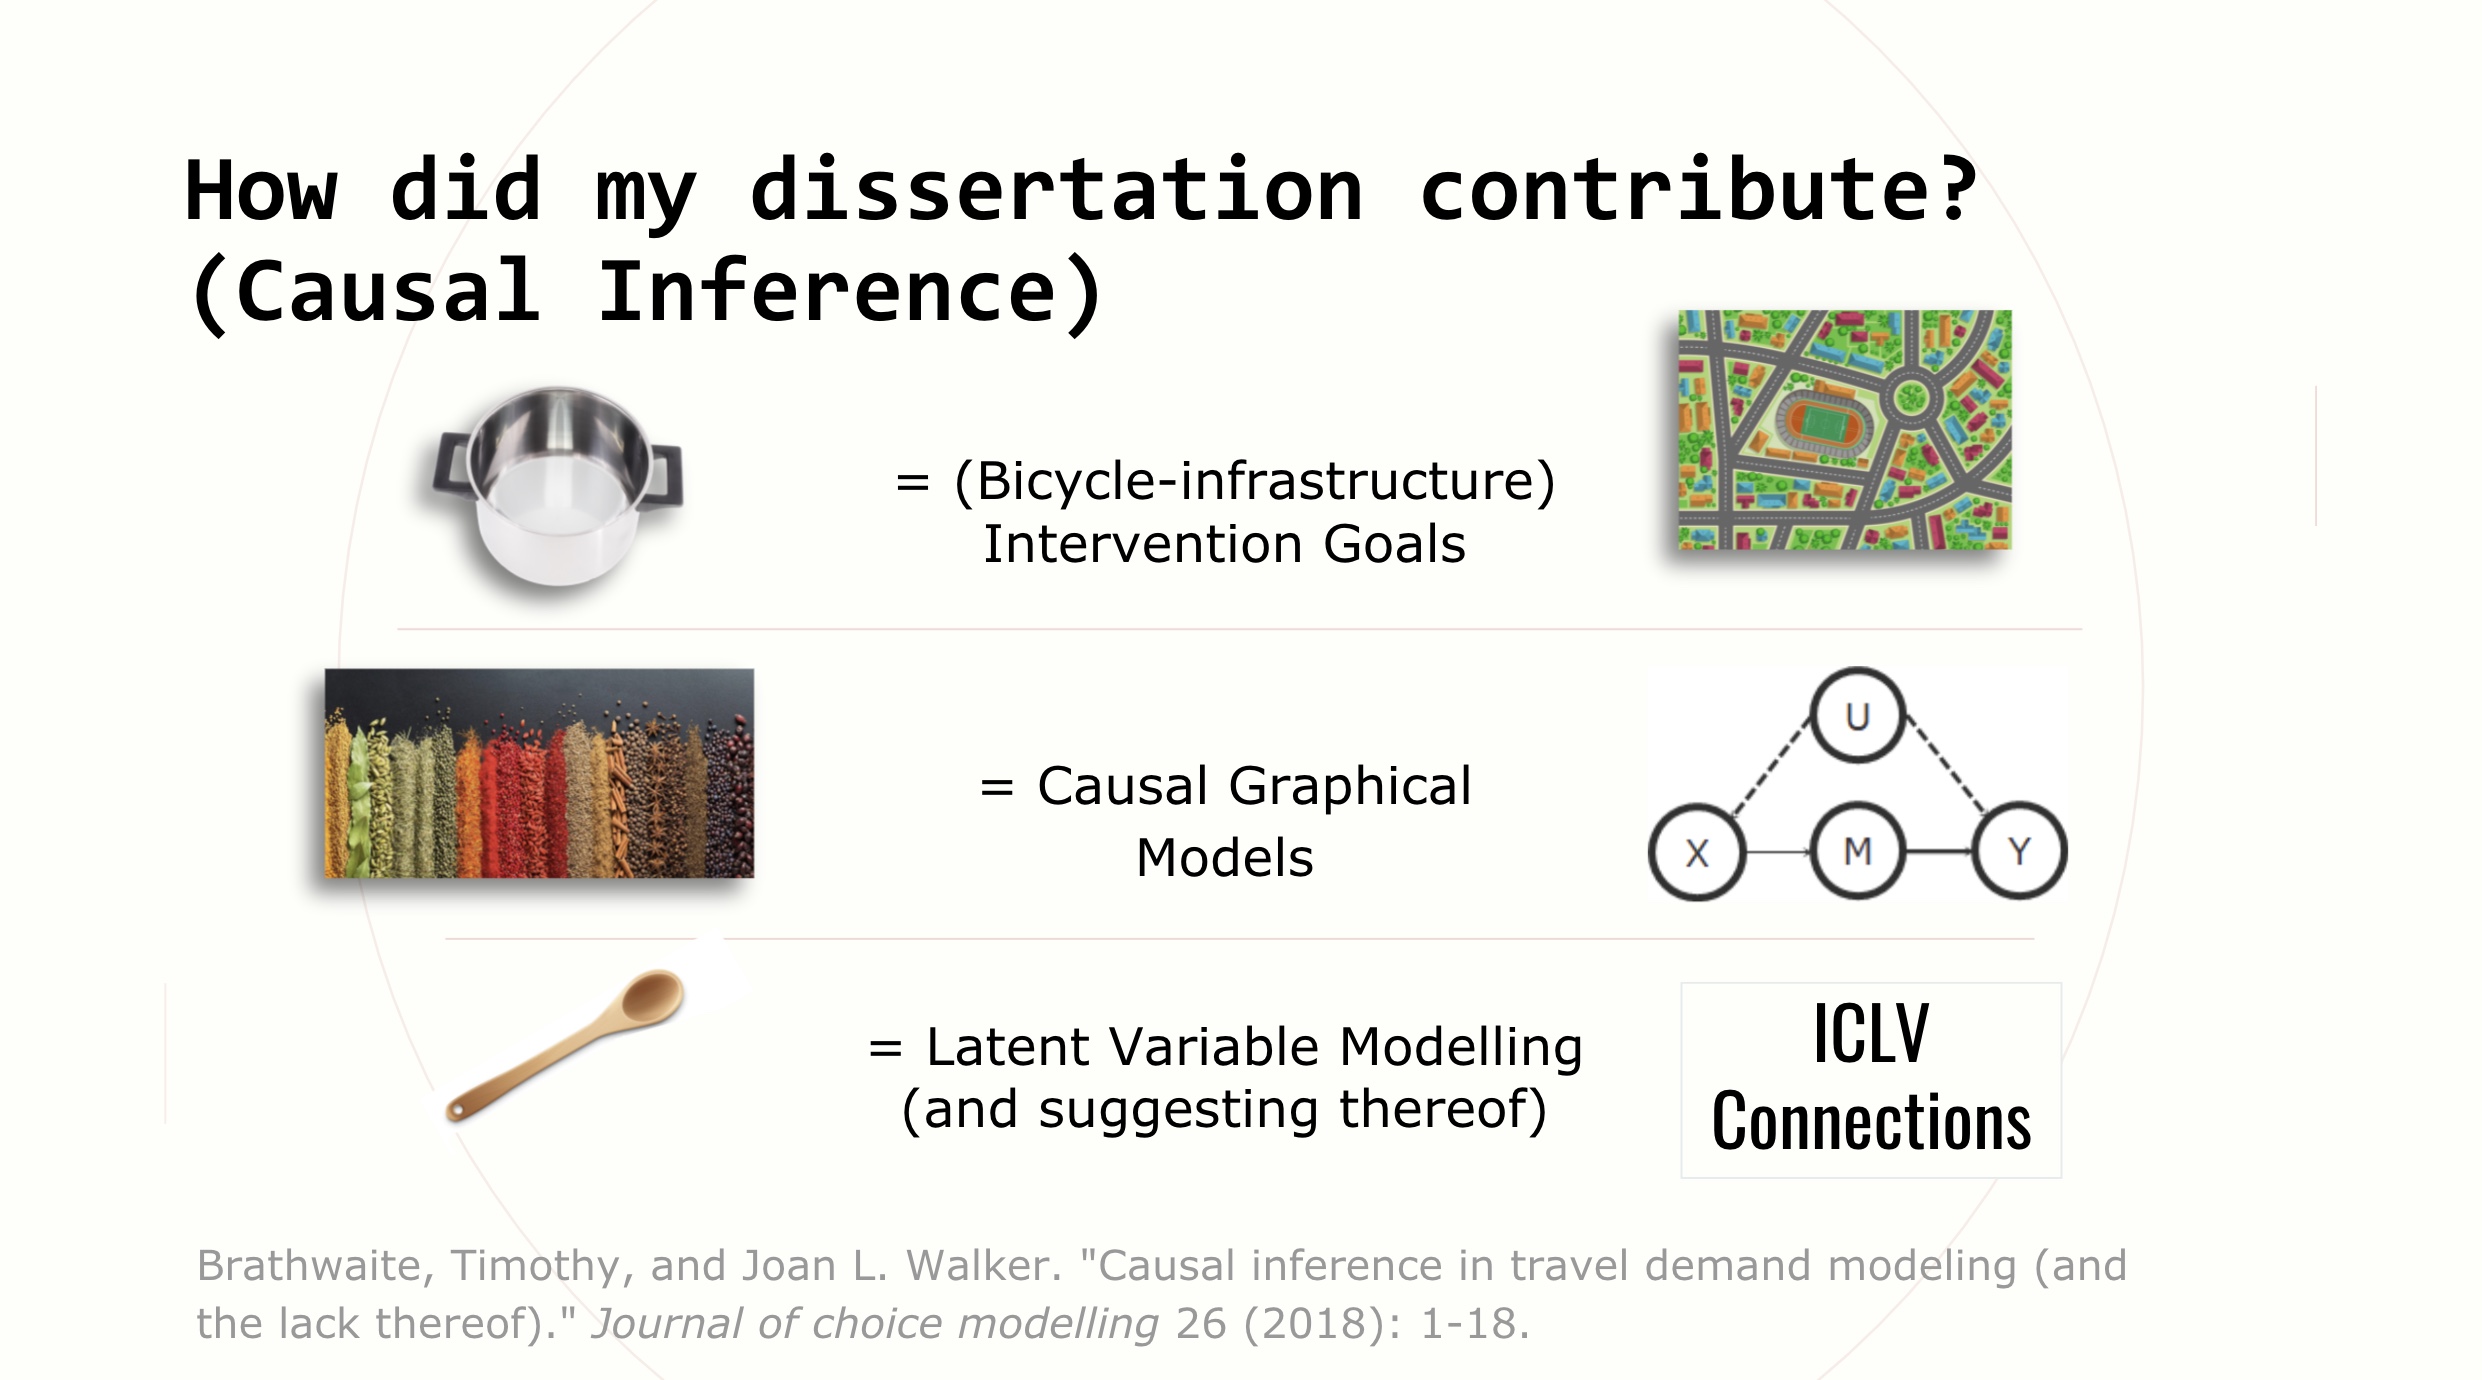 How did my dissertation contribute?
(Causal Inference)
= (Bicycle-infrastructure)
Intervention Goals
= Causal Graphical
Models
U
X
M
Y
= Latent Variable Modelling
(and suggesting thereof)
ICLV
Connections
Brathwaite, Timothy, and Joan L. Walker. "Causal inference in travel demand modeling (and
the lack thereof)." Journal of choice modelling 26 (2018): 1-18.